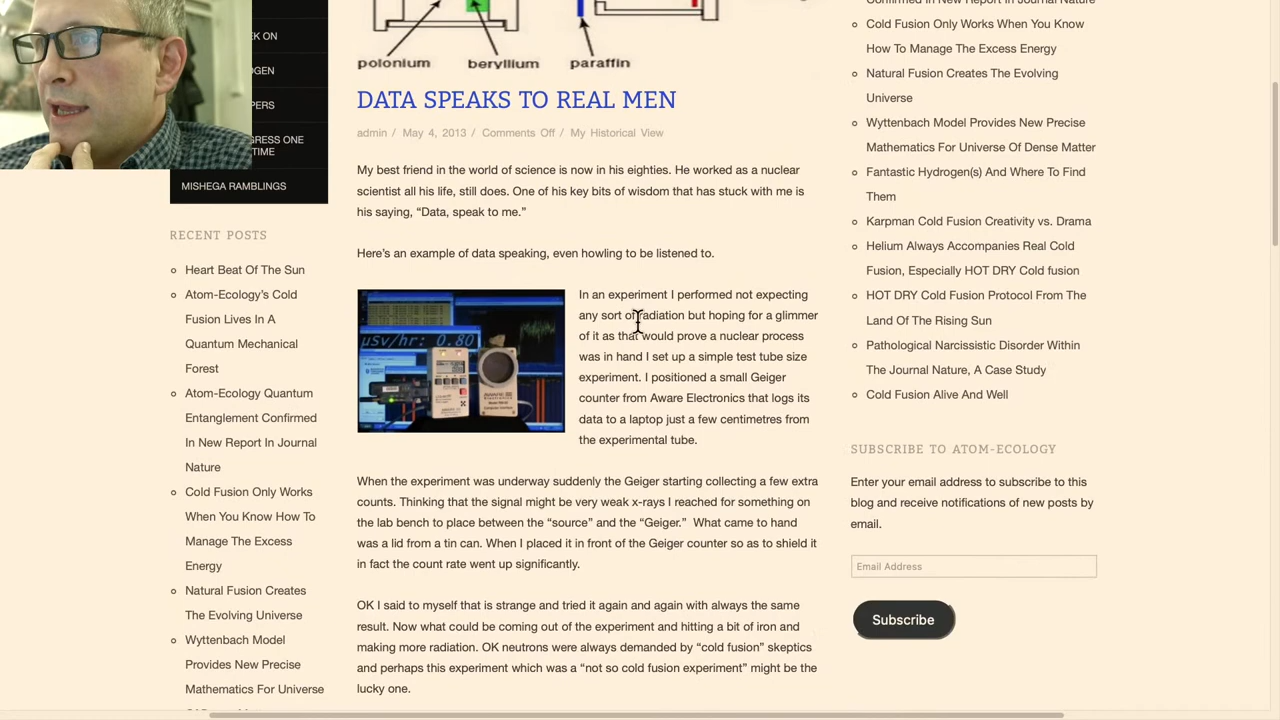 polonium beryllium paraffin
DATA SPEAKS TO REAL MEN
admin / May 4, 2013 / Comments Off / My Historical View
My best friend in the world of science is now in his eighties. He worked as a nuclear
scientist all his life, still does. One of his key bits of wisdom that has stuck with me is
his saying, “Data, speak to me.”
Here’s an example of data speaking, even howling to be listened to.
µSv/hr: 0.80
In an experiment I performed not expecting
any sort of radiation but hoping for a glimmer
of it as that would prove a nuclear process
was in hand I set up a simple test tube size
experiment. I positioned a small Geiger
counter from Aware Electronics that logs its
data to a laptop just a few centimetres from
the experimental tube.
When the experiment was underway suddenly the Geiger starting collecting a few extra
counts. Thinking that the signal might be very weak x-rays I reached for something on
the lab bench to place between the “source” and the “Geiger.” What came to hand
was a lid from a tin can. When I placed it in front of the Geiger counter so as to shield it
in fact the count rate went up significantly.
OK I said to myself that is strange and tried it again and again with always the same
result. Now what could be coming out of the experiment and hitting a bit of iron and
making more radiation. OK neutrons were always demanded by “cold fusion” skeptics
and perhaps this experiment which was a “not so cold fusion experiment” might be the
lucky one.
EK ON
OGEN
PERS
GRESS ONE
TIME
MISHEGA RAMBLINGS
RECENT POSTS
Heart Beat Of The Sun
Atom-Ecology’s Cold
Fusion Lives In A
Quantum Mechanical
Forest
Atom-Ecology Quantum
Entanglement Confirmed
In New Report In Journal
Nature
Cold Fusion Only Works
When You Know How To
Manage The Excess
Energy
Natural Fusion Creates
The Evolving Universe
Wyttenbach Model
Provides New Precise
Mathematics For Universe
Confirmed In New Report In Journal Nature
Cold Fusion Only Works When You Know
How To Manage The Excess Energy
Natural Fusion Creates The Evolving
Universe
Wyttenbach Model Provides New Precise
Mathematics For Universe Of Dense Matter
Fantastic Hydrogen(s) And Where To Find
Them
Karpman Cold Fusion Creativity vs. Drama
Helium Always Accompanies Real Cold
Fusion, Especially HOT DRY Cold fusion
HOT DRY Cold Fusion Protocol From The
Land Of The Rising Sun
Pathological Narcissistic Disorder Within
The Journal Nature, A Case Study
Cold Fusion Alive And Well
SUBSCRIBE TO ATOM-ECOLOGY
Enter your email address to subscribe to this
blog and receive notifications of new posts by
email.
Email Address
Subscribe